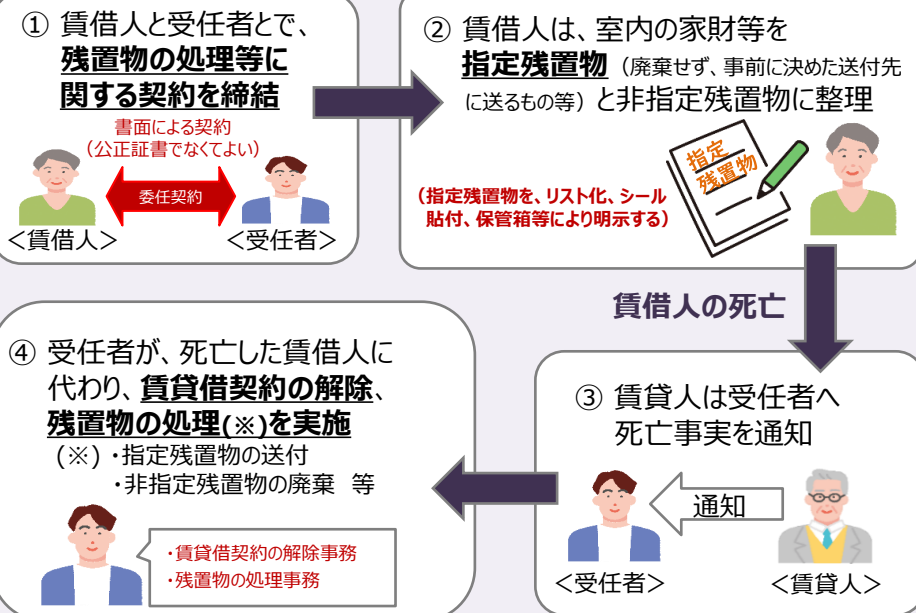 ① 賃借人と受任者とで、
残置物の処理等に
関する契約を締結
書面による契約
（公正証書でなくてよい）
委任契約
＜賃借人＞
＜受任者＞
② 賃借人は、室内の家財等を
指定残置物（廃棄せず、事前に決めた送付先
に送るもの等）と非指定残置物に整理
指定
残置物
（指定残置物を、リスト化、シール
貼付、保管箱等により明示する）
賃借人の死亡
③ 賃貸人は受任者へ
死亡事実を通知
通知
＜受任者＞
＜賃貸人＞
④ 受任者が、死亡した賃借人に
代わり、賃貸借契約の解除、
残置物の処理(※)を実施
(※)・指定残置物の送付
・非指定残置物の廃棄 等
・賃貸借契約の解除事務
・残置物の処理事務